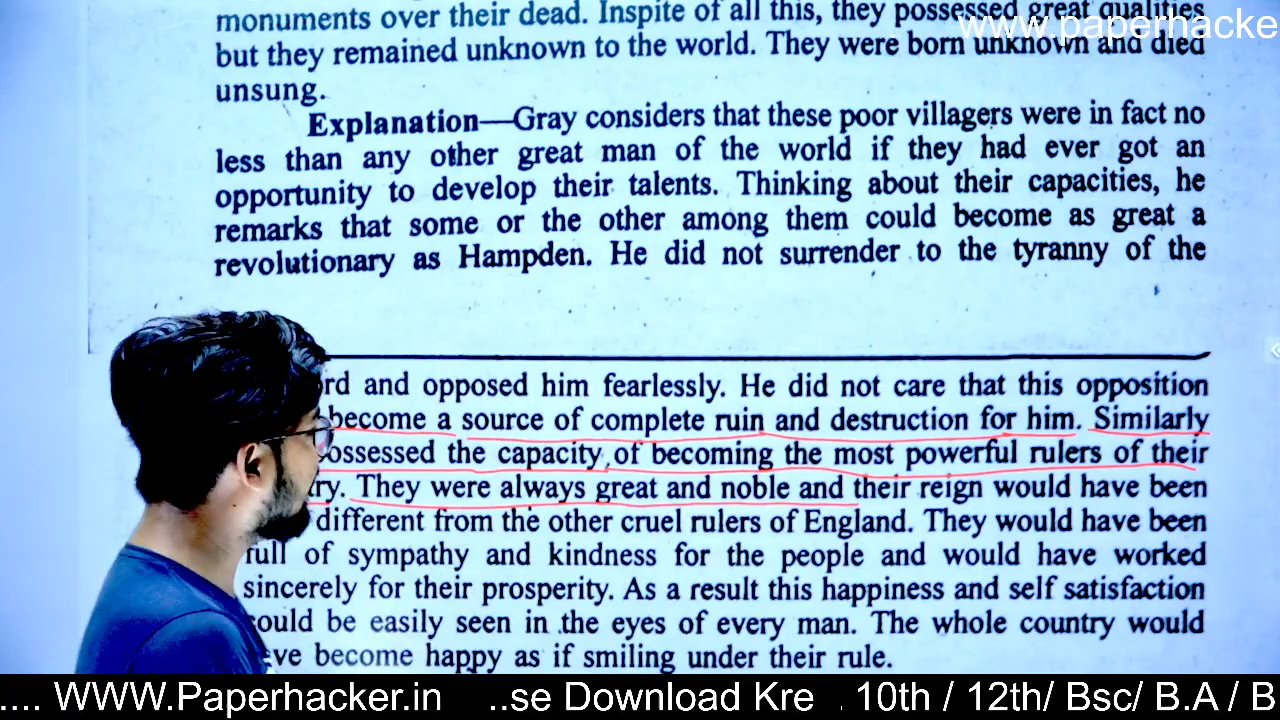 monuments over their dead. Inspite of all this, they possessed great qualities
www.paperhacke
but they remained unknown to the world. They were born unknown and died
unsung.
Explanation—Gray considers that these poor villagers were in fact no
less than any other great man of the world if they had ever got an
opportunity to develop their talents. Thinking about their capacities, he
remarks that some or the other among them could become as great a
revolutionary as Hampden. He did not surrender to the tyranny of the
rd and opposed him fearlessly. He did not care that this opposition
become a source of complete ruin and destruction for him. Similarly
ossessed the capacity of becoming the most powerful rulers of their
ry. They were always great and noble and their reign would have been
different from the other cruel rulers of England. They would have been
full of sympathy and kindness for the people and would have worked
sincerely for their prosperity. As a result this happiness and self satisfaction
could be easily seen in the eyes of every man. The whole country would
ve become happy as if smiling under their rule.
.... WWW.Paperhacker.in ..se Download Kre . 10th / 12th/ Bsc/ B.A / B